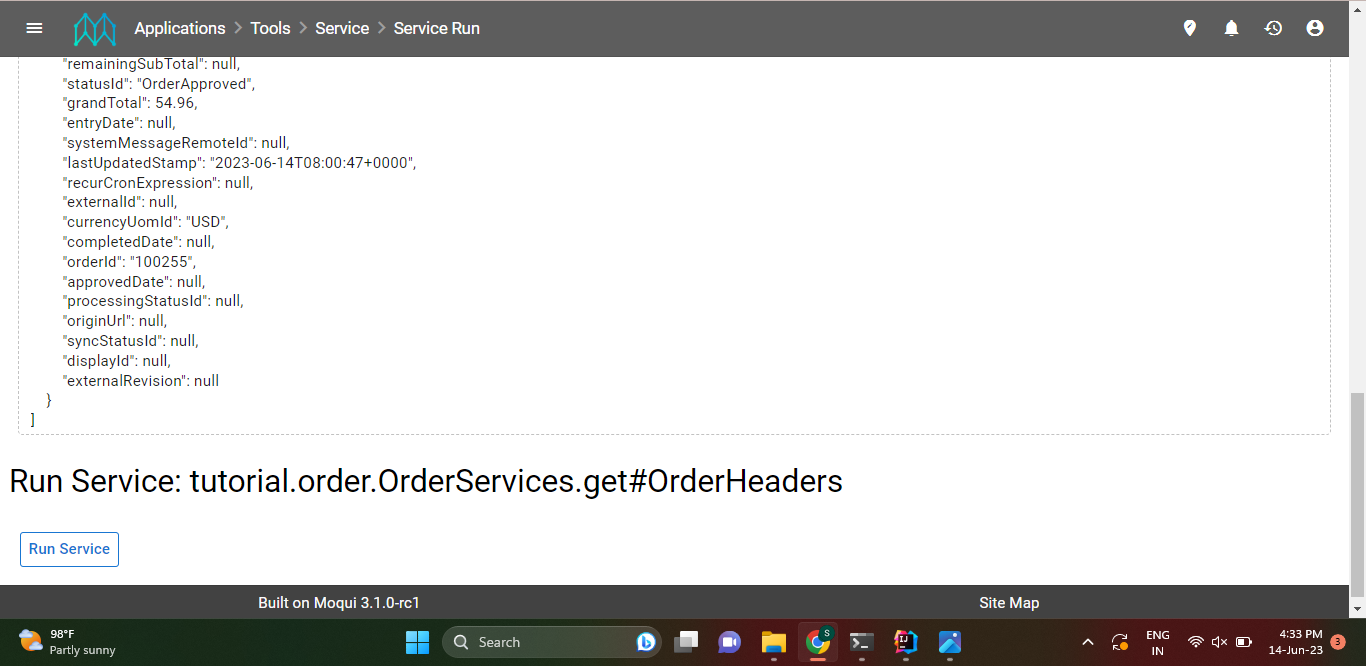 Applications > Tools > Service > Service Run
"remainingSubTotal": null,
"statusId": "OrderApproved",
"grandTotal": 54.96,
"entryDate": null,
"systemMessageRemoteId": null,
"lastUpdatedStamp": "2023-06-14T08:00:47+0000",
"recurCronExpression": null,
"externalId": null,
"currencyUomId": "USD",
"completedDate": null,
"orderId": "100255",
"approvedDate": null,
"processingStatusId": null,
"originUrl": null,
"syncStatusId": null,
"displayId": null,
"externalRevision": null
}
]
Run Service: tutorial.order.OrderServices.get#OrderHeaders
Run Service
Built on Moqui 3.1.0-rc1 Site Map
98°F
Partly sunny
Search
S
ENG
IN
4:33 PM
14-Jun-23
3